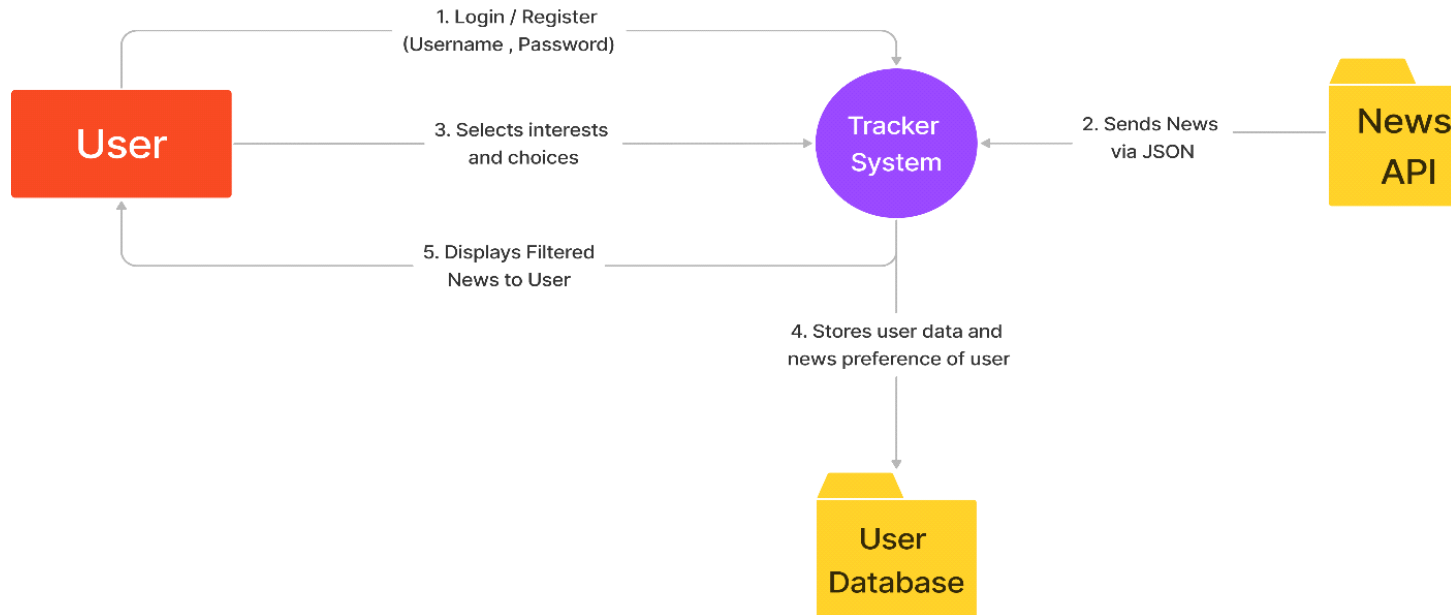 1. Login / Register
(Username , Password)
User
3. Selects interests
and choices
Tracker
System
2. Sends News
via JSON
News
API
5. Displays Filtered
News to User
4. Stores user data and
news preference of user
User
Database